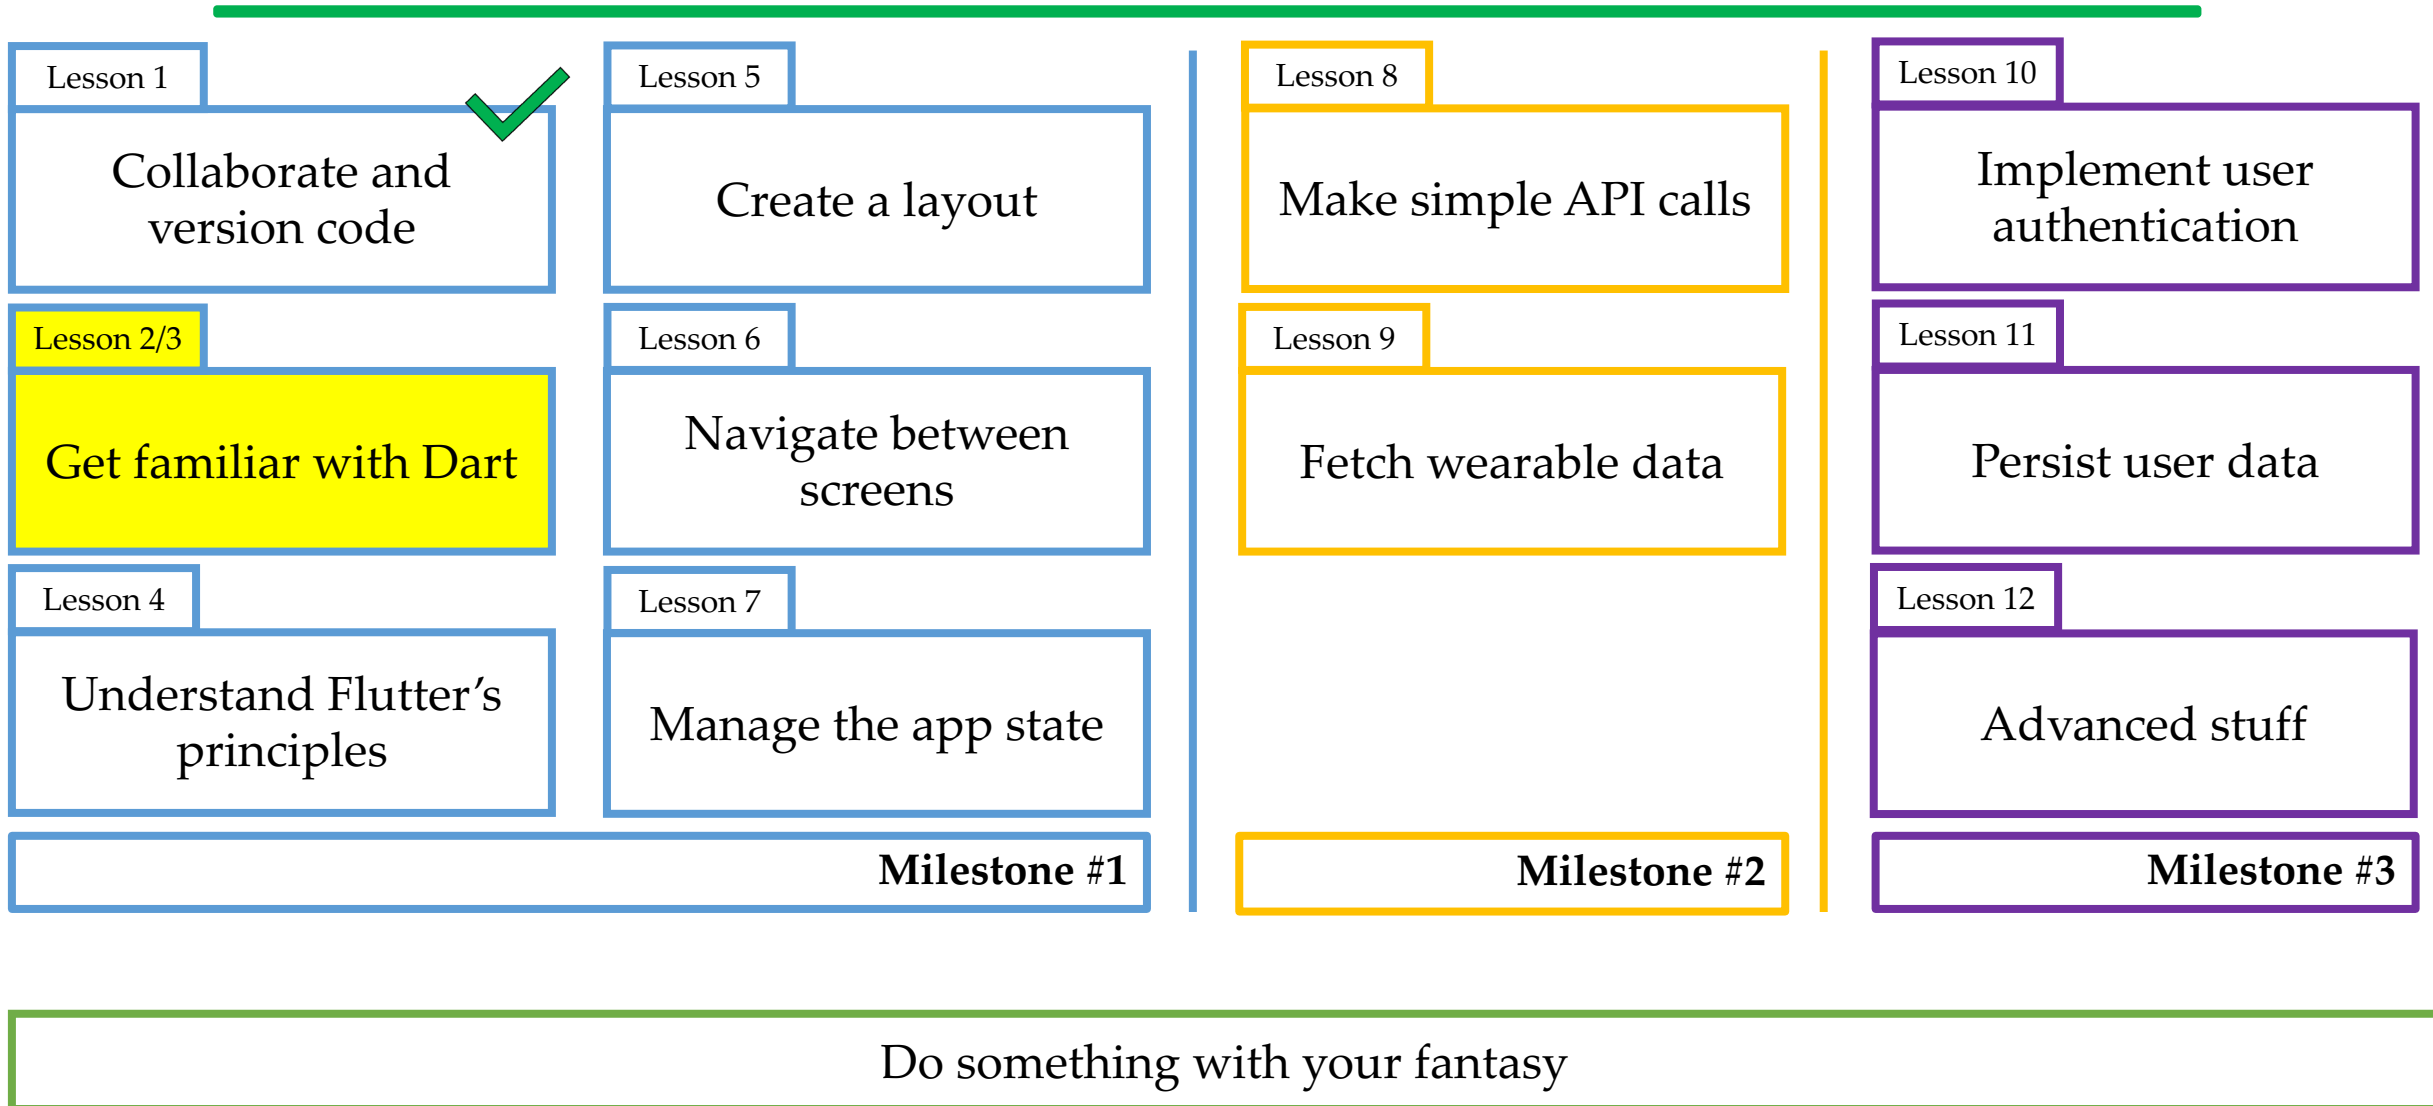 Lesson 1
Collaborate and
version code
Lesson 2/3
Get familiar with Dart
Lesson 4
Understand Flutter’s
principles
Lesson 5
Create a layout
Lesson 6
Navigate between
screens
Lesson 7
Manage the app state
Milestone #1
Lesson 8
Make simple API calls
Lesson 9
Fetch wearable data
Milestone #2
Lesson 10
Implement user
authentication
Lesson 11
Persist user data
Lesson 12
Advanced stuff
Milestone #3
Do something with your fantasy